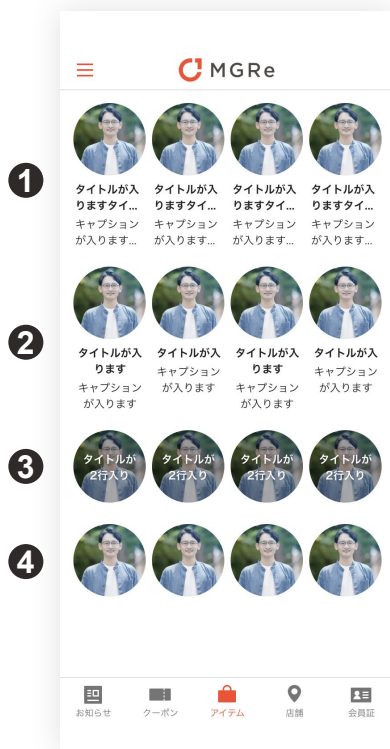 MGRe
1
タイトルが入りますタイ... タイトルが入りますタイ... タイトルが入りますタイ... タイトルが入りますタイ...
キャプションが入ります... キャプションが入ります... キャプションが入ります... キャプションが入ります...
2
タイトルが入ります タイトルが入 タイトルが入ります タイトルが入
キャプションが入ります キャプションが入ります キャプションが入ります キャプションが入ります
3
タイトルが タイトルが タイトルが タイトルが
2行入り 2行入り 2行入り 2行入り
4
お知らせ クーポン アイテム 店舗 会員証